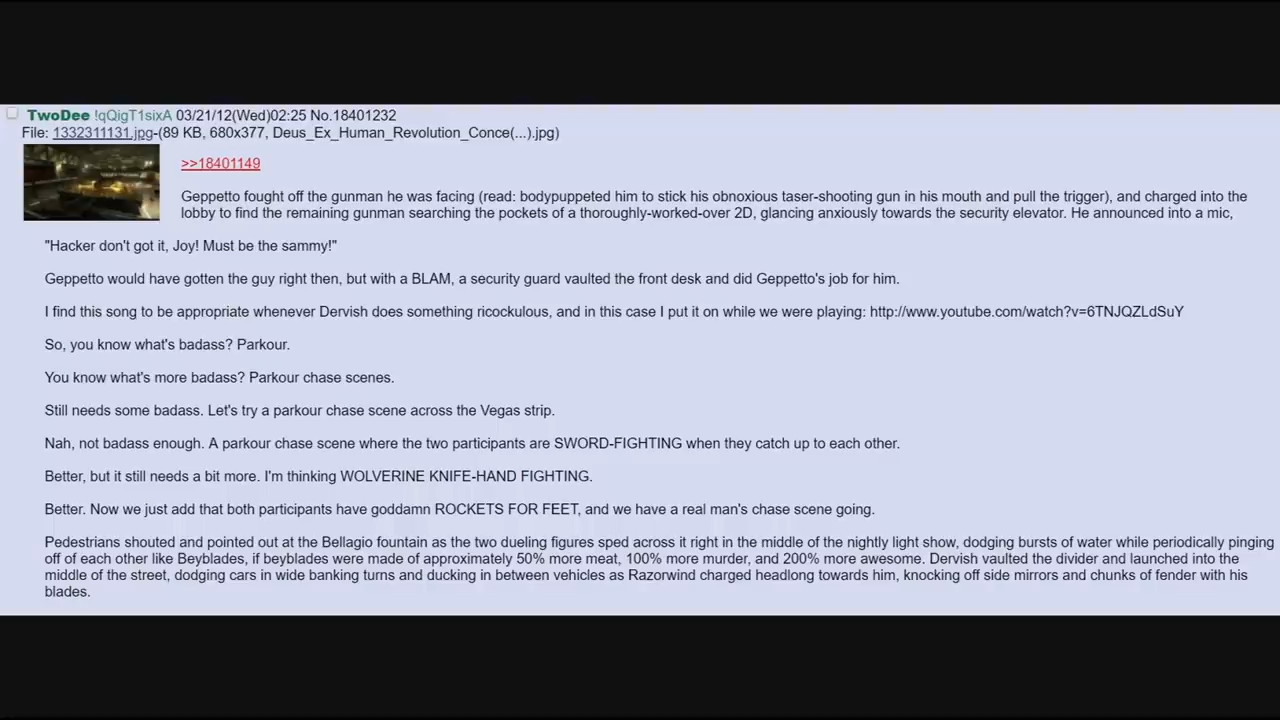 TwoDee !qQigT1sixA 03/21/12(Wed)02:25 No.18401232
File: 1332311131.jpg-(89 KB, 680x377, Deus_Ex_Human_Revolution_Conce(...).jpg)
>>18401149
Geppetto fought off the gunman he was facing (read: bodypuppeted him to stick his obnoxious taser-shooting gun in his mouth and pull the trigger), and charged into the
lobby to find the remaining gunman searching the pockets of a thoroughly-worked-over 2D, glancing anxiously towards the security elevator. He announced into a mic,
"Hacker don't got it, Joy! Must be the sammy!"
Geppetto would have gotten the guy right then, but with a BLAM, a security guard vaulted the front desk and did Geppetto's job for him.
I find this song to be appropriate whenever Dervish does something ricockulous, and in this case I put it on while we were playing: http://www.youtube.com/watch?v=6TNJQZLdSuY
So, you know what's badass? Parkour.
You know what's more badass? Parkour chase scenes.
Still needs some badass. Let's try a parkour chase scene across the Vegas strip.
Nah, not badass enough. A parkour chase scene where the two participants are SWORD-FIGHTING when they catch up to each other.
Better, but it still needs a bit more. I'm thinking WOLVERINE KNIFE-HAND FIGHTING.
Better. Now we just add that both participants have goddamn ROCKETS FOR FEET, and we have a real man's chase scene going.
Pedestrians shouted and pointed out at the Bellagio fountain as the two dueling figures sped across it right in the middle of the nightly light show, dodging bursts of water while periodically pinging
off of each other like Beyblades, if beyblades were made of approximately 50% more meat, 100% more murder, and 200% more awesome. Dervish vaulted the divider and launched into the
middle of the street, dodging cars in wide banking turns and ducking in between vehicles as Razorwind charged headlong towards him, knocking off side mirrors and chunks of fender with his
blades.